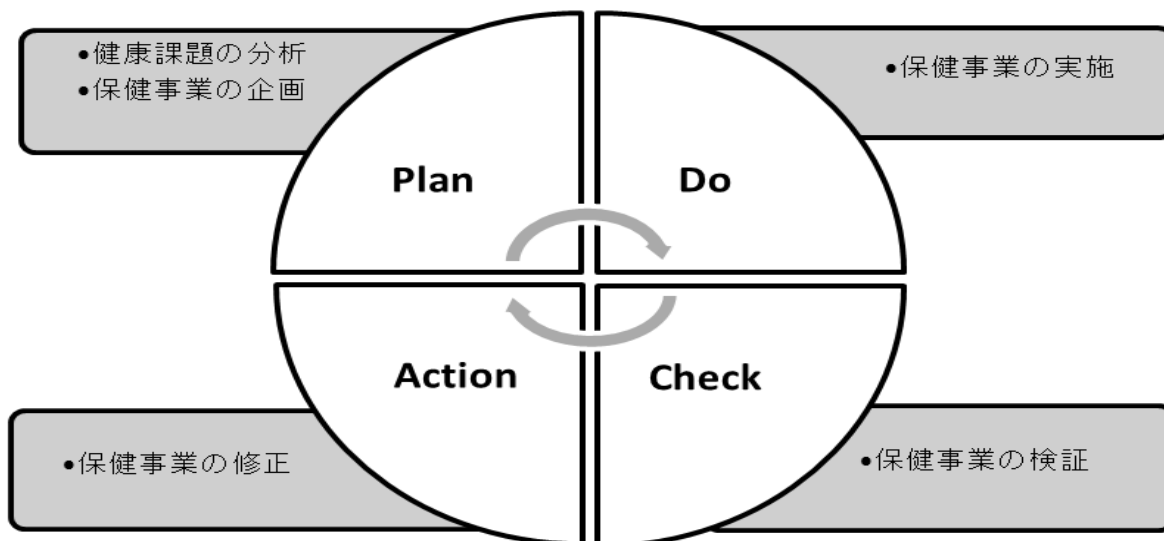 •健康課題の分析
•保健事業の企画
Plan
•保健事業の実施
Do
Action
•保健事業の修正
Check
•保健事業の検証